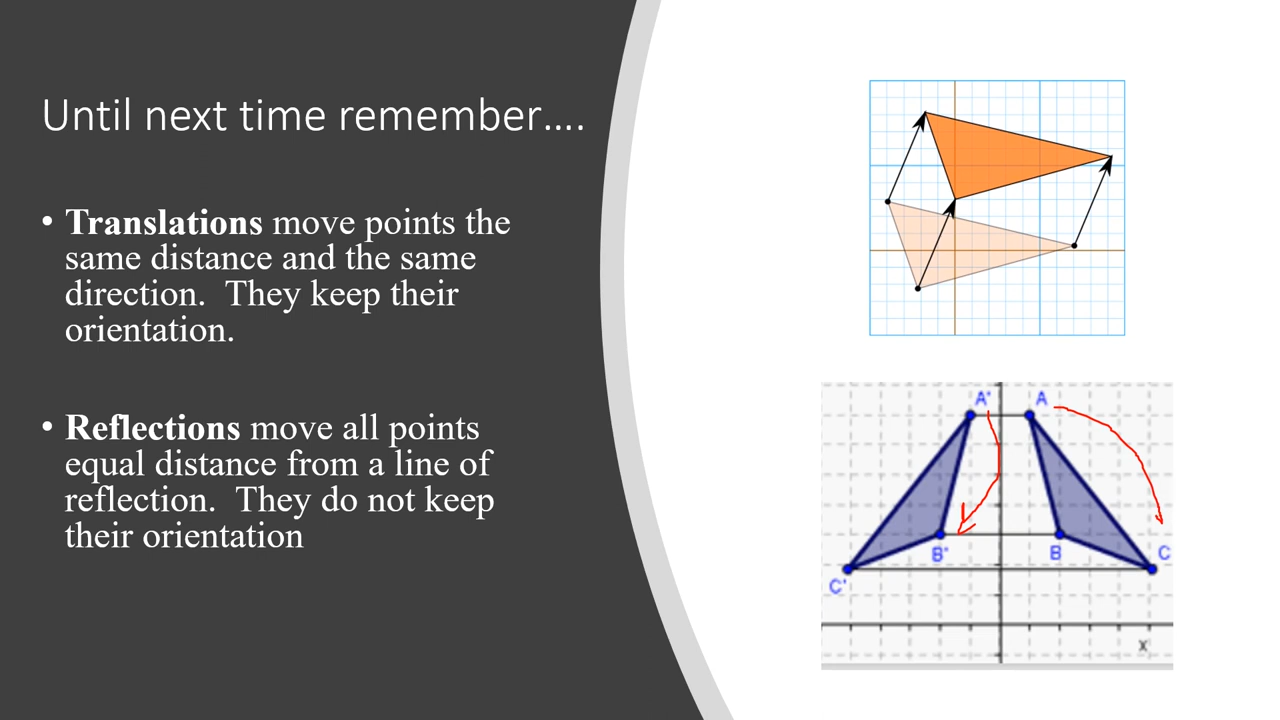 Until next time remember....
• Translations move points the
same distance and the same
direction.  They keep their
orientation.
• Reflections move all points
equal distance from a line of
reflection.  They do not keep
their orientation
A' A
B' B C
C'
x